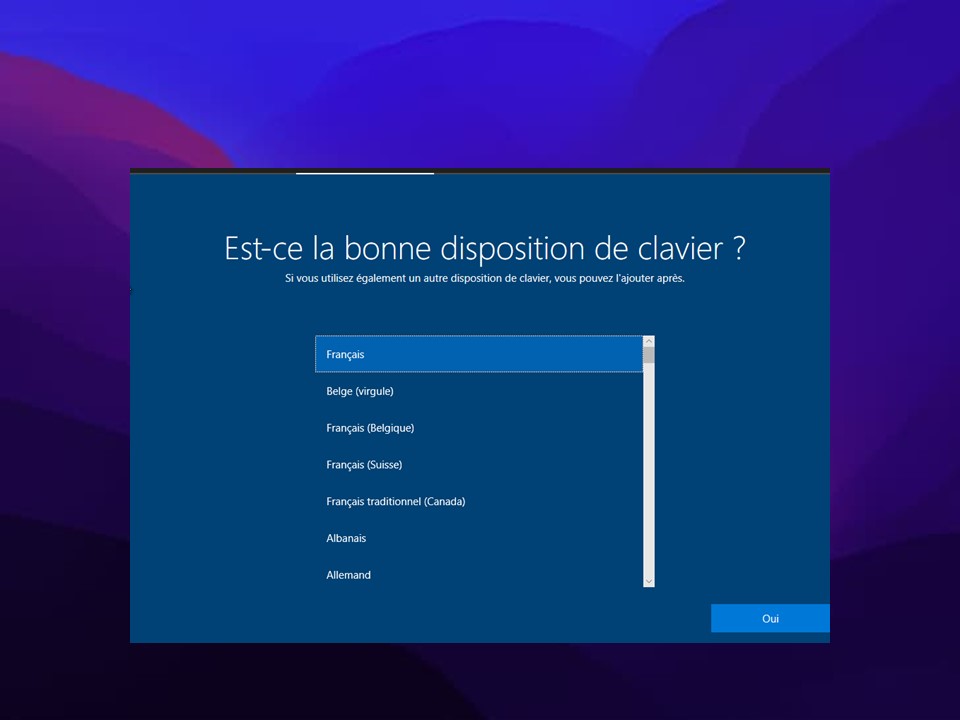 Est-ce la bonne disposition de clavier ?
Si vous utilisez également un autre disposition de clavier, vous pouvez l'ajouter après.
Français
Belge (virgule)
Français (Belgique)
Français (Suisse)
Français traditionnel (Canada)
Albanais
Allemand
Oui